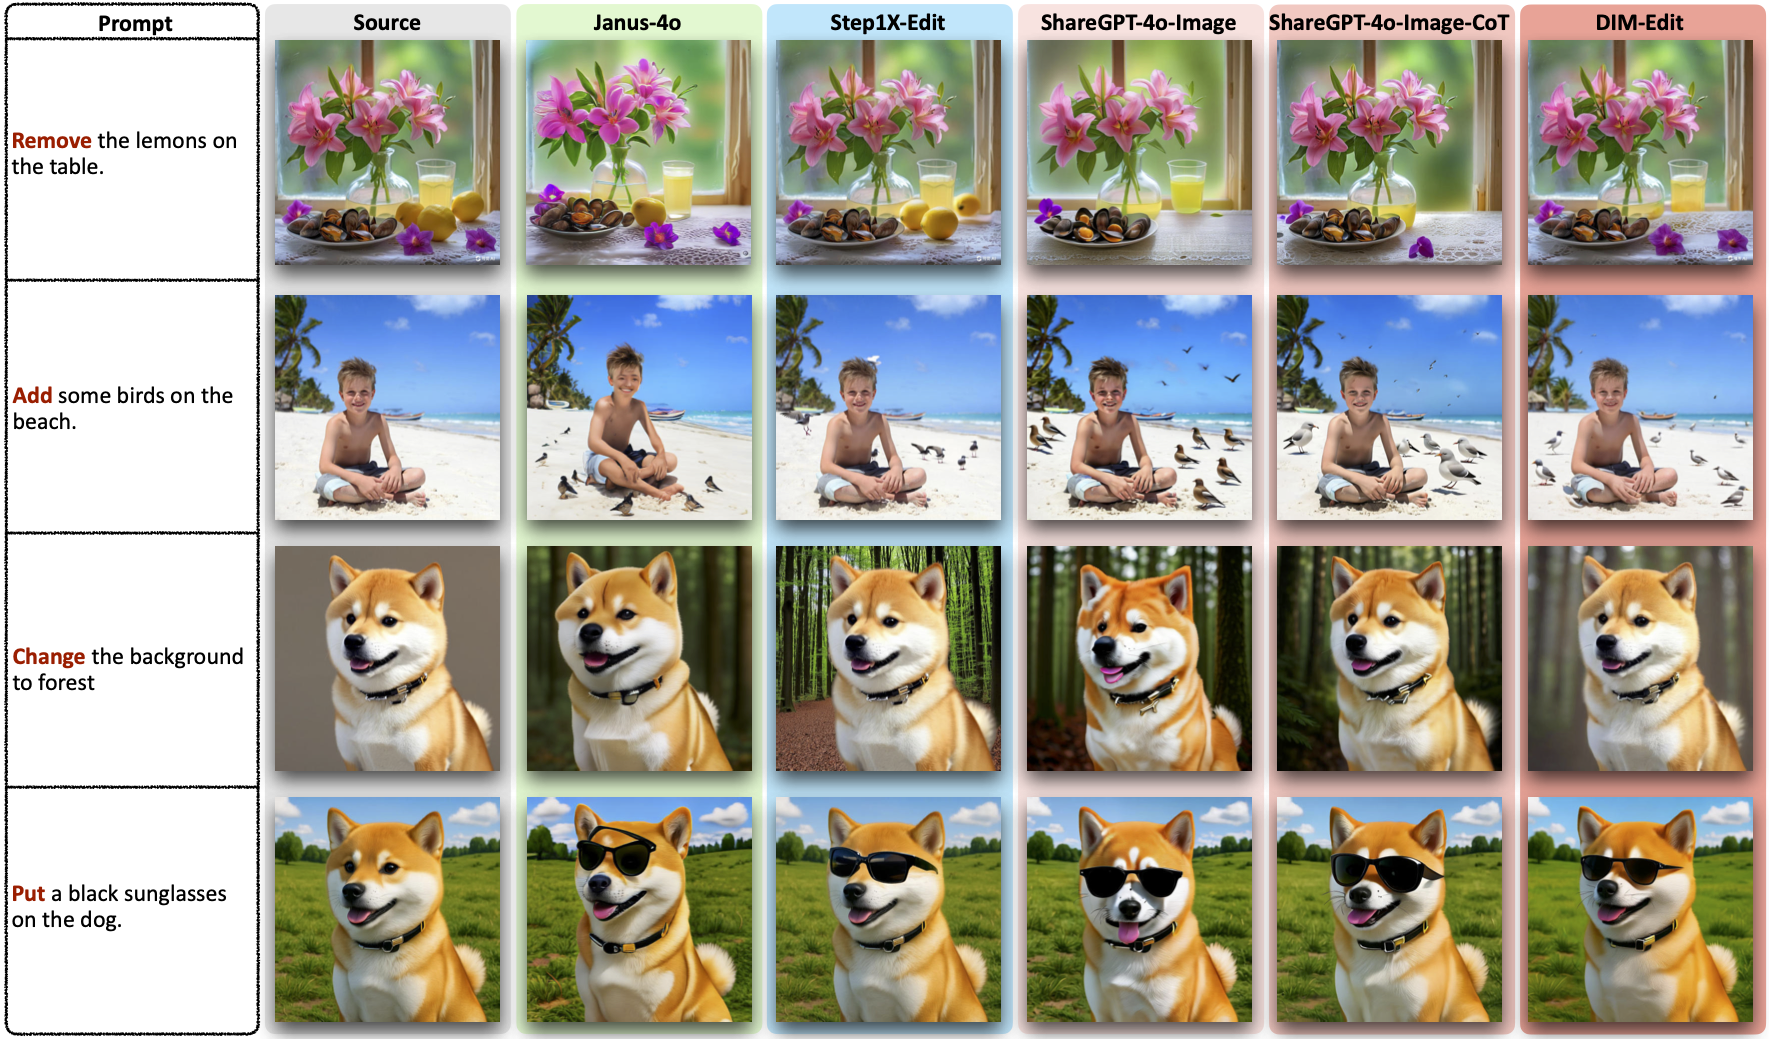 Prompt
Source
Janus-4o
Step1X-Edit
ShareGPT-4o-Image
ShareGPT-4o-Image-CoT
DIM-Edit
Remove the lemons on
the table.
Add some birds on the
beach.
Change the background
to forest
Put a black sunglasses
on the dog.